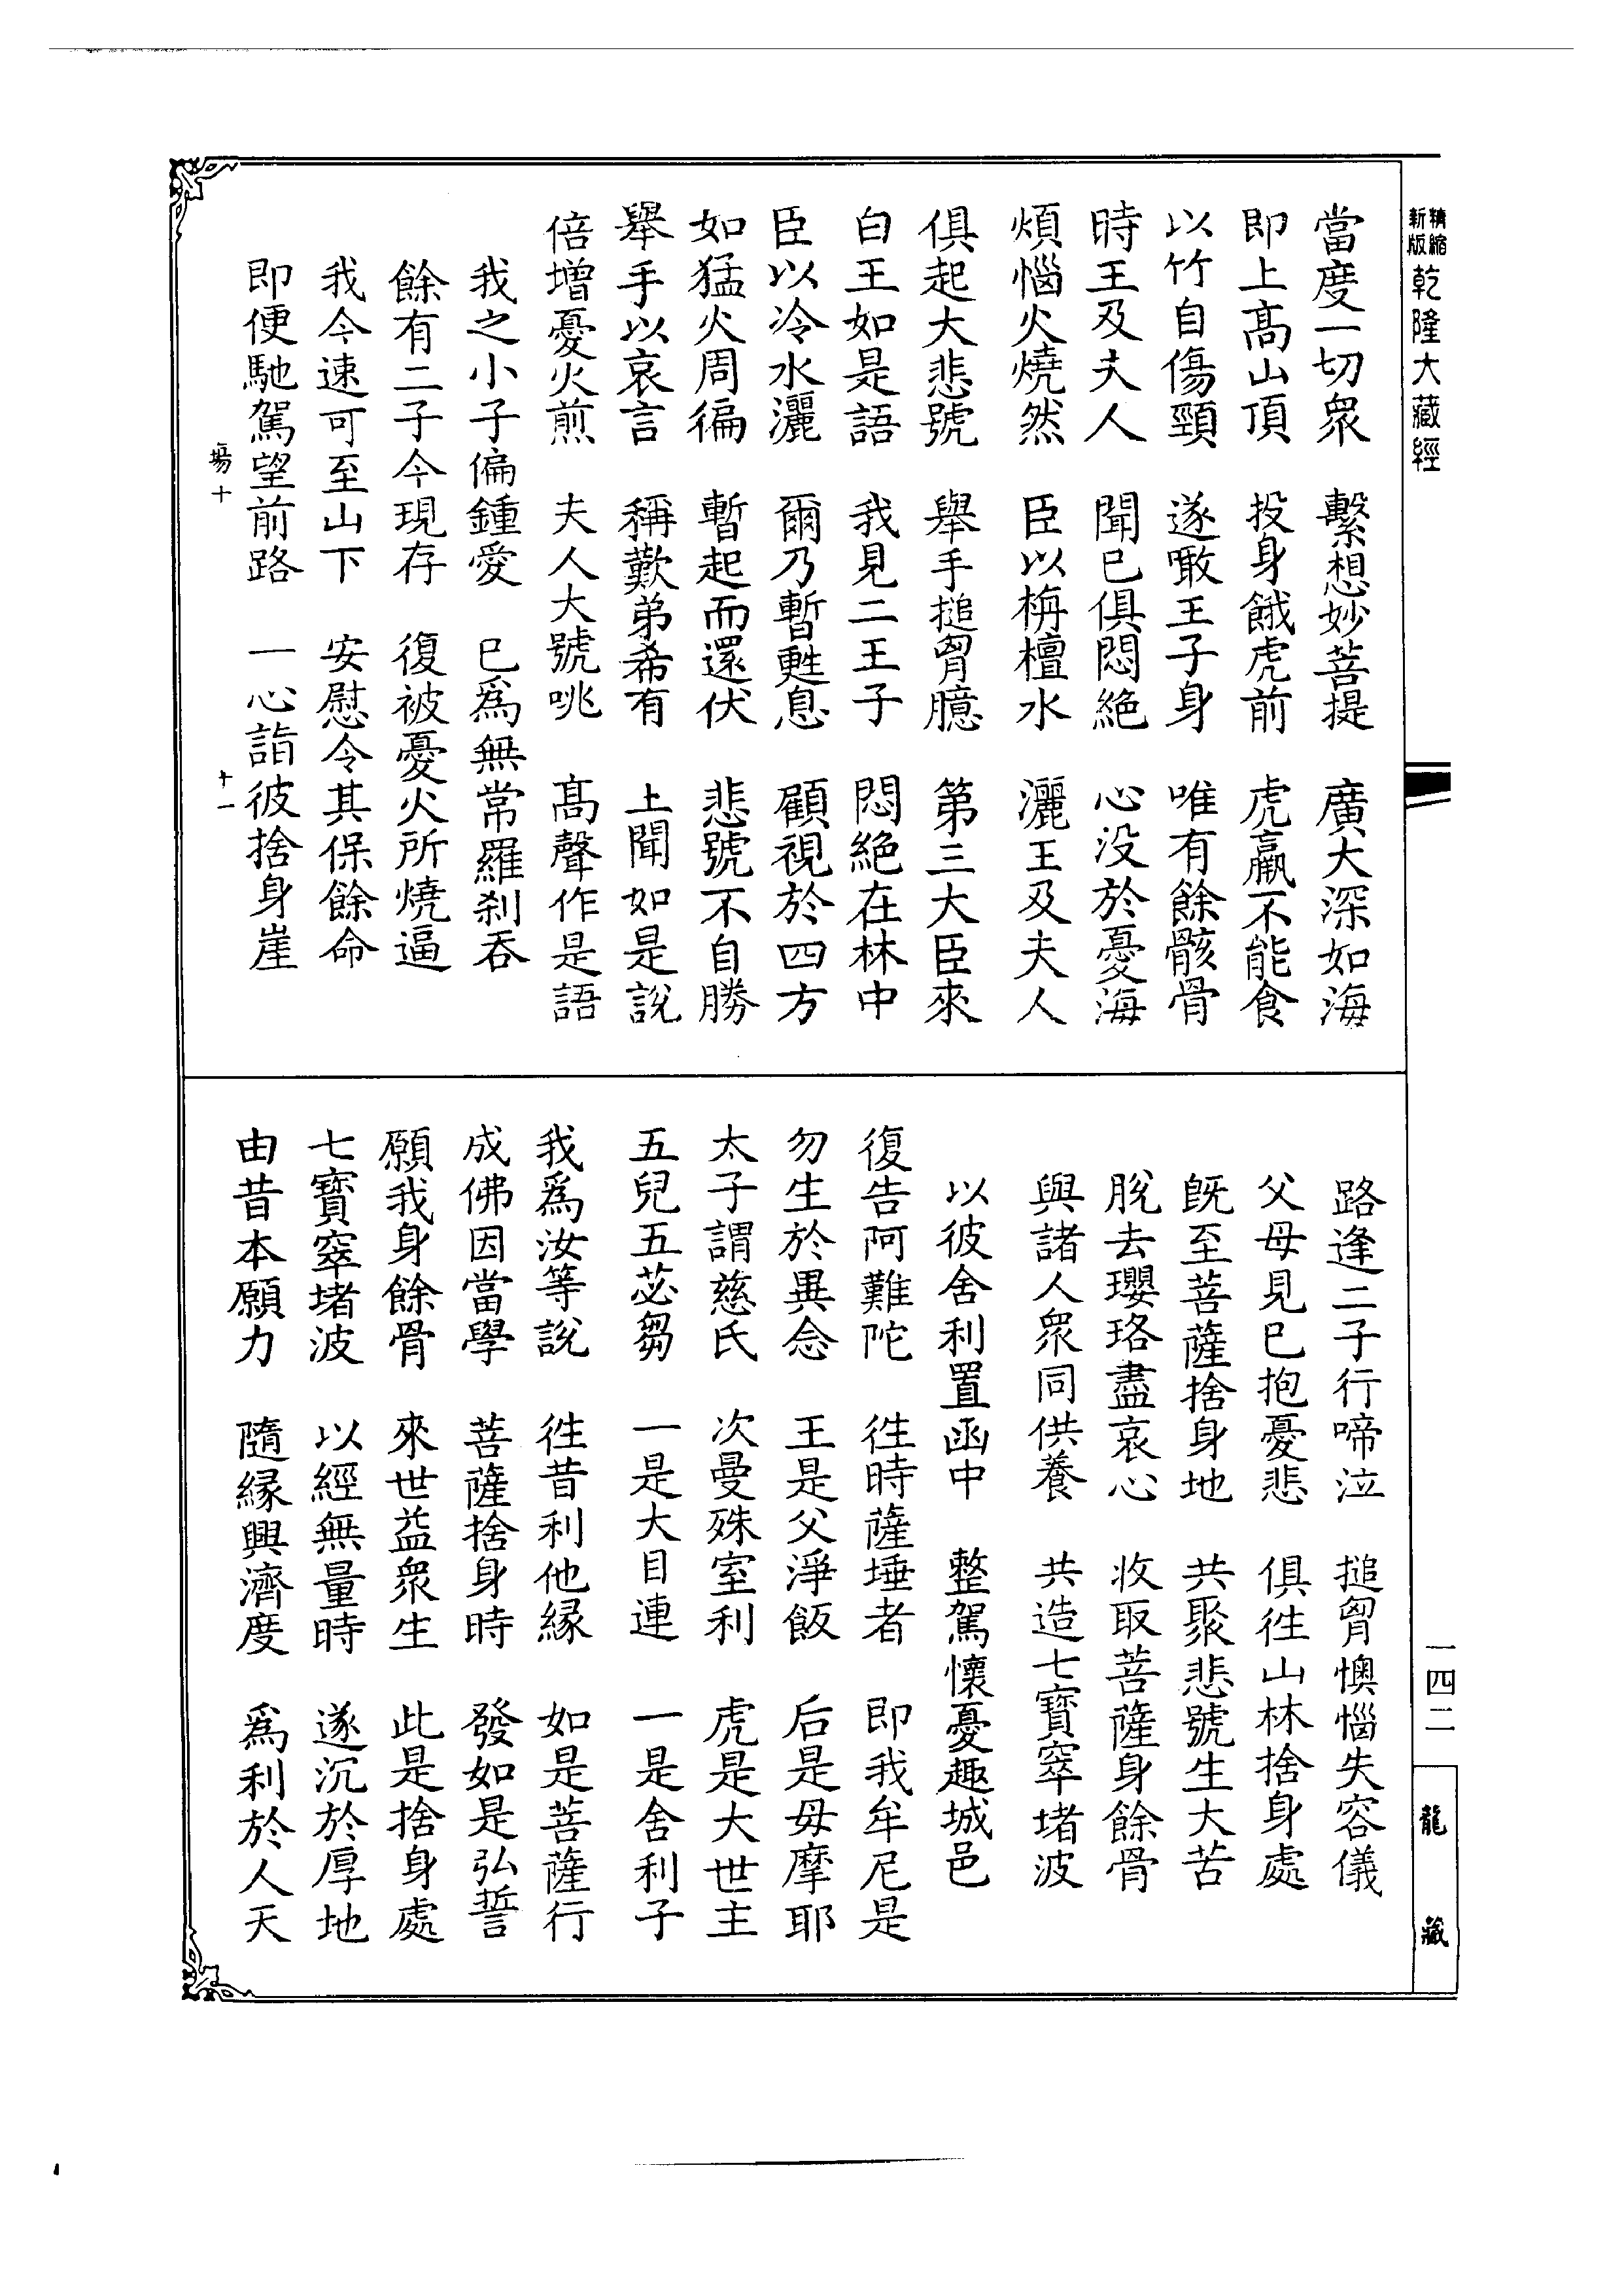 新版精縮乾隆大藏經
當度一切衆　繫想妙菩提　廣大深如海
即上髙山頂　投身餓虎前　虎羸不能食
以竹自傷頸　遂噉王子身　唯有餘骸骨
時王及夫人　聞已俱悶絕　心没於憂海
煩惱火燒然　臣以栴檀水　灑王及夫人
俱起大悲號　舉手搥胷臆　第三大臣來
白王如是語　我見二王子　悶絕在林中
臣以冷水灑　爾乃暫甦息　顧視於四方
如猛火周徧　暫起而還伏　悲號不自勝
舉手以哀言　稱歎弟希有　上聞如是說
倍增憂火煎　夫人大號咷　髙聲作是語
我之小子偏鍾愛　已爲無常羅刹吞
餘有二子今現存　復被憂火所燒逼
我今速可至山下　安慰令其保餘命
即便馳駕望前路　一心詣彼捨身崖
場十　十一
路逢二子行啼泣　搥胷懊惱失容儀
父母見已抱憂悲　俱往山林捨身處
旣至菩薩捨身地　共聚悲號生大苦
脫去瓔珞盡哀心　收取菩薩身餘骨
與諸人衆同供養　共造七寶窣堵波
以彼舍利置函中　整駕懷憂趣城邑
復告阿難陀　往時薩埵者　即我牟尼是
勿生於異念　王是父淨飯　后是母摩耶
太子謂慈氏　次曼殊室利　虎是大世主
五兒五苾芻　一是大目連　一是舍利子
我爲汝等說　往昔利他緣　如是菩薩行
成佛因當學　菩薩捨身時　發如是弘誓
願我身餘骨　來世益衆生　此是捨身處
七寶窣堵波　以經無量時　遂沉於厚地
由昔本願力　隨緣興濟度　爲利於人天
一四二
龍藏